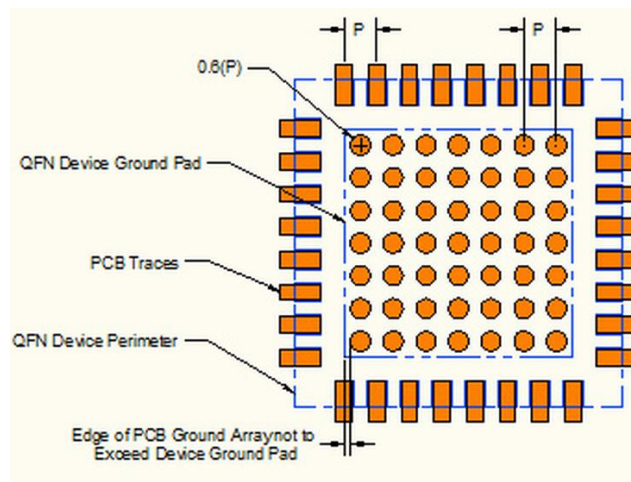 P
P
0.6(P)
QFN Device Ground Pad
PCB Traces
QFN Device Perimeter
Edge of PCB Ground Arraynot to
Exceed Device Ground Pad